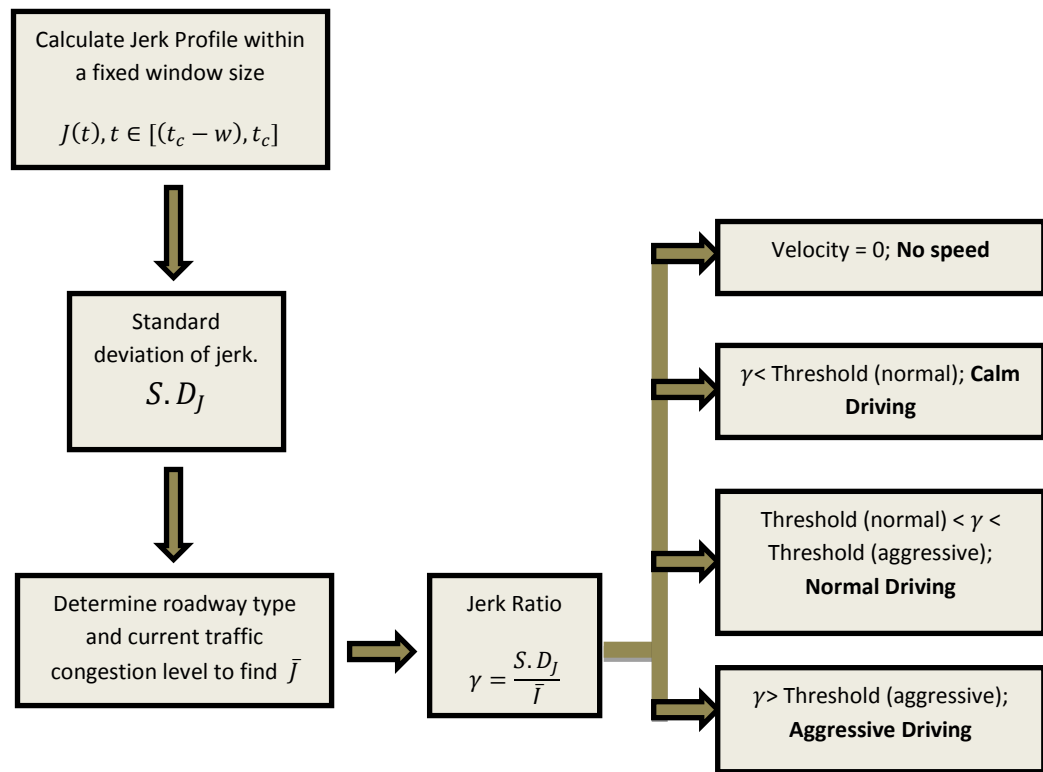 Calculate Jerk Profile within
a fixed window size
J(t), t ∈ [(t_c − w), t_c]
Standard
deviation of jerk.
S. D_J
Determine roadway type
and current traffic
congestion level to find J̄
Jerk Ratio
γ = S. D_J / J̄
Velocity = 0; No speed
γ< Threshold (normal); Calm
Driving
Threshold (normal) < γ <
Threshold (aggressive);
Normal Driving
γ> Threshold (aggressive);
Aggressive Driving